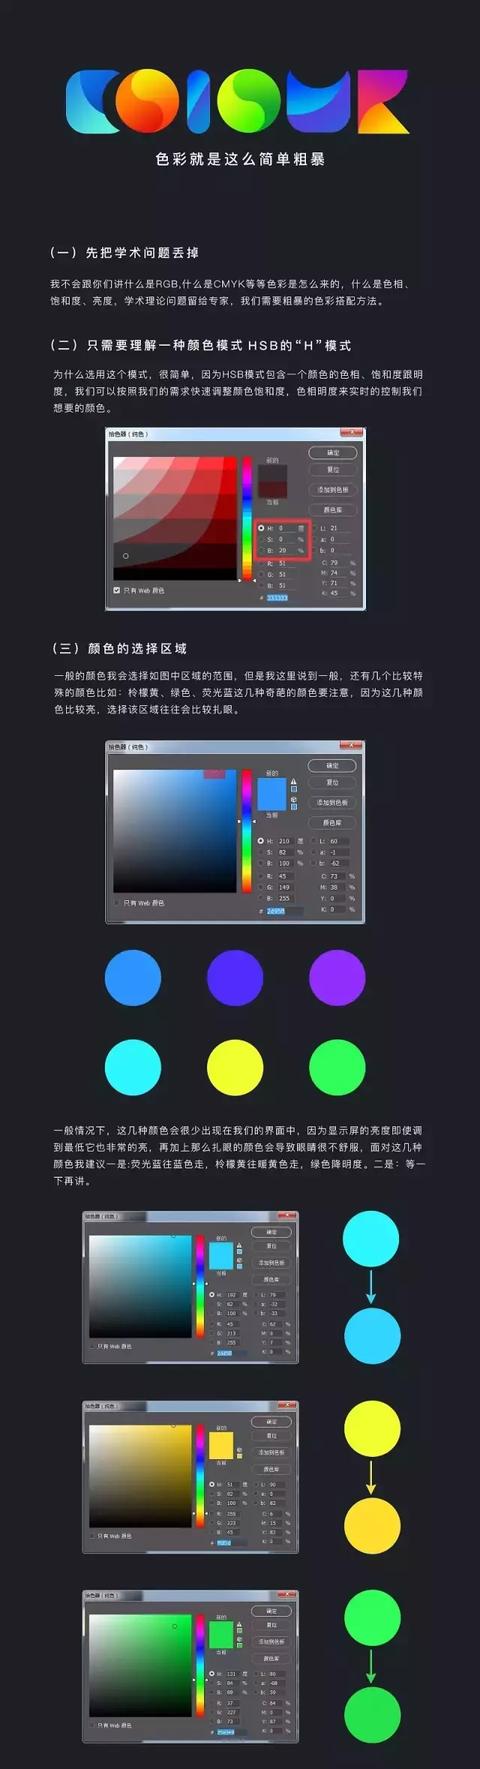 COlOUR
色彩就是这么简单粗暴
(一) 先把学术问题丢掉
我不会跟你们讲什么是RGB,什么是CMYK等等色彩是怎么来的，什么是色相、
饱和度、亮度，学术理论问题留给专家，我们需要粗暴的色彩搭配方法。
(二) 只需要理解一种颜色模式 HSB的“H”模式
为什么选用这个模式，很简单，因为HSB模式包含一个颜色的色相、饱和度跟明
度，我们可以按照我们的需求快速调整颜色饱和度，色相明度来实时的控制我们
想要的颜色。
拾色器 (纯色)
确定
新的
复位
添加到色板
当前
颜色库
H: 0 度 L: 21
S: 0 % a: 0
B: 20 % b: 0
R: 51 C: 79 %
G: 51 M: 74 %
B: 51 Y: 71 %
K: 45 %
只有 Web 颜色
# 333333
(三) 颜色的选择区域
一般的颜色我会选择如图中区域的范围，但是我这里说到一般，还有几个比较特
殊的颜色比如：柠檬黄、绿色、荧光蓝这几种奇葩的颜色要注意，因为这几种颜
色比较亮，选择该区域往往会比较扎眼。
拾色器 (纯色)
确定
新的
复位
添加到色板
当前
颜色库
H: 210 度 L: 60
S: 82 % a: -1
B: 100 % b: -62
R: 45 C: 73 %
G: 149 M: 38 %
B: 255 Y: 0 %
K: 0 %
只有 Web 颜色
# 2d95ff
一般情况下，这几种颜色会很少出现在我们的界面中，因为显示屏的亮度即使调
到最低它也非常的亮，再加上那么扎眼的颜色会导致眼睛很不舒服，面对这几种
颜色我建议一是:荧光蓝往蓝色走，柠檬黄往暖黄色走，绿色降明度。二是：等一
下再讲。
拾色器 (纯色)
确定
新的
复位
添加到色板
当前
颜色库
H: 192 度 L: 79
S: 82 % a: -32
B: 100 % b: -33
R: 45 C: 62 %
G: 213 M: 0 %
B: 255 Y: 7 %
K: 0 %
只有 Web 颜色
拾色器 (纯色)
确定
新的
复位
添加到色板
当前
颜色库
H: 51 度 L: 90
S: 82 %
B: 100 % b: 82
R: 255 C: 6 %
G: 223 M: 15 %
B: 45 Y: 82 %
K: 0 %
只有 Web 颜色
拾色器 (纯色)
确定
新的
复位
添加到色板
当前
颜色库
H: 131 度 L: 80
S: 84 % a: -68
B: 89 %
R: 37 C: 64 %
G: 227 M: 0 %
B: 73 Y: 87 %
K: 0 %
只有 Web 颜色